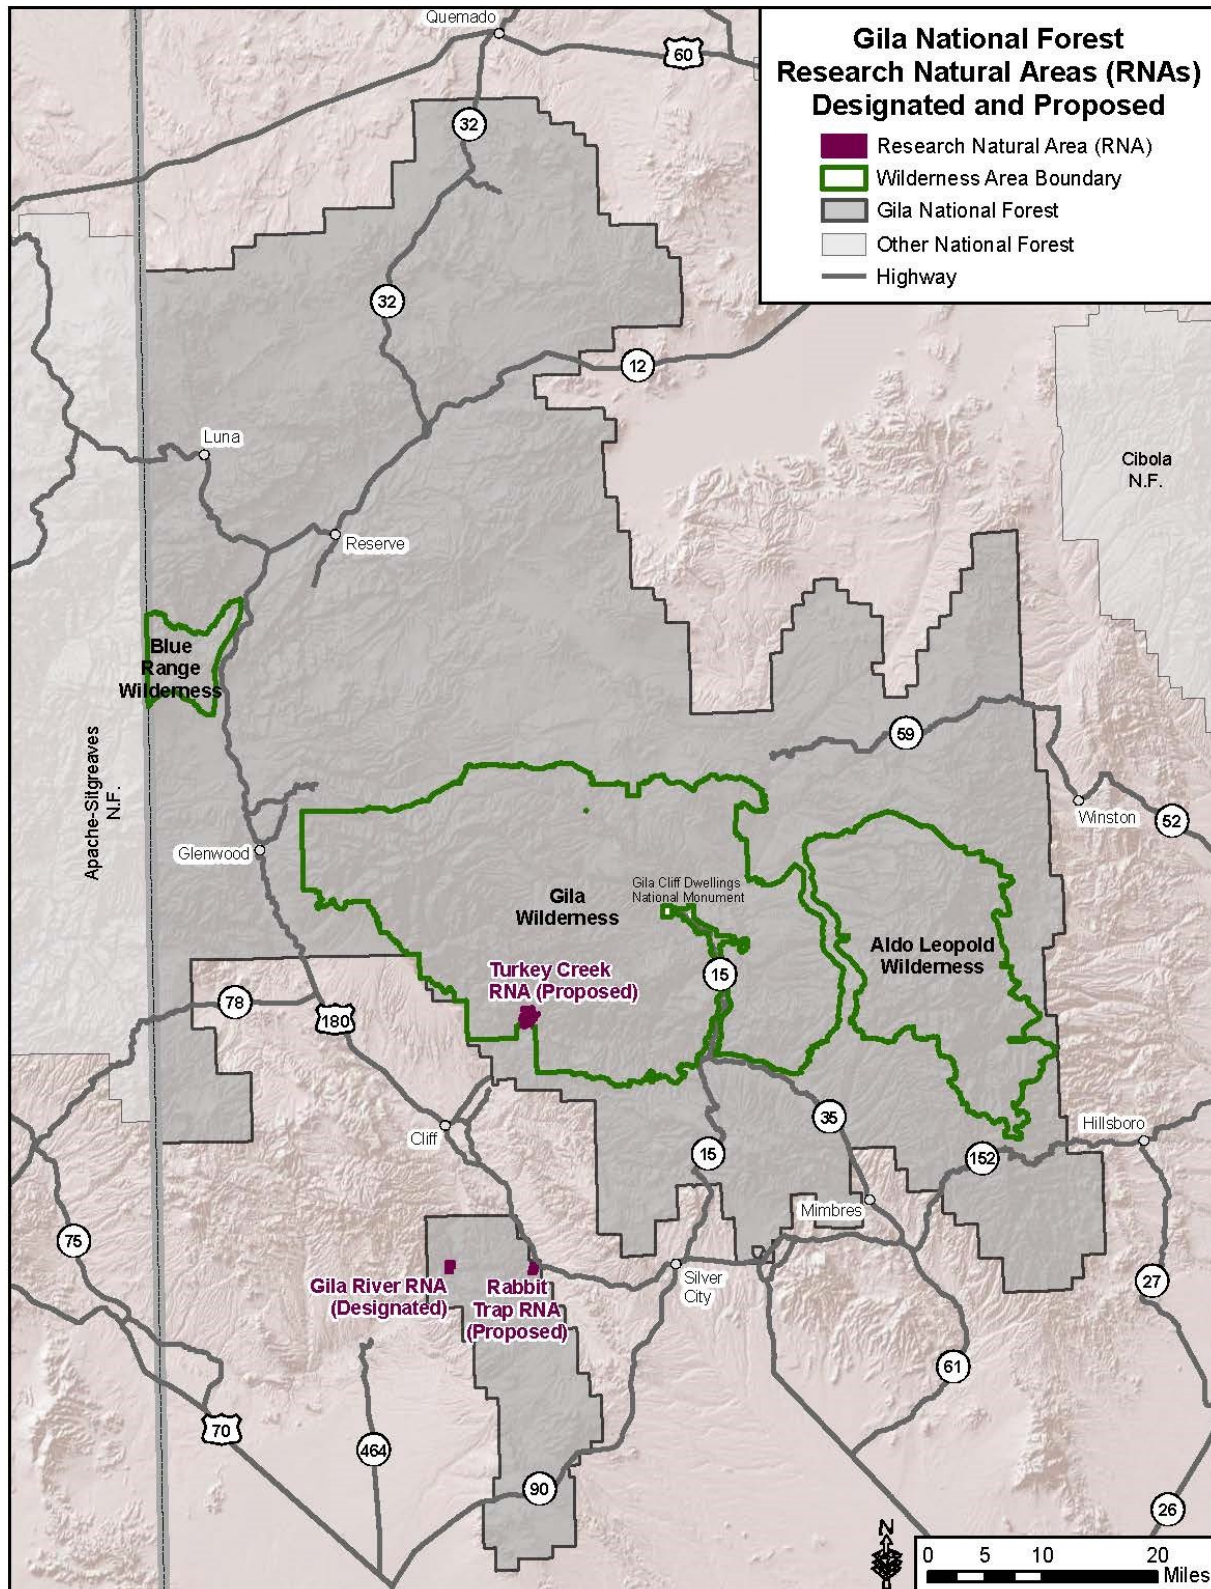 Quemado
60
Gila National Forest
Research Natural Areas (RNAs)
Designated and Proposed
Research Natural Area (RNA)
Wilderness Area Boundary
Gila National Forest
Other National Forest
Highway
32
32
12
Luna
Cibola
N.F.
Reserve
Blue
Range
Wilderness
Apache-Sitgreaves
N.F.
59
Winston
52
Glenwood
Gila
Wilderness
Gila Cliff Dwellings
National Monument
Aldo Leopold
Wilderness
Turkey Creek
RNA (Proposed)
15
78
180
Cliff
35
Hillsboro
15
152
Mimbres
75
Gila River RNA
(Designated)
Rabbit
Trap RNA
(Proposed)
Silver
City
27
61
70
464
90
26
N
0 5 10 20
Miles